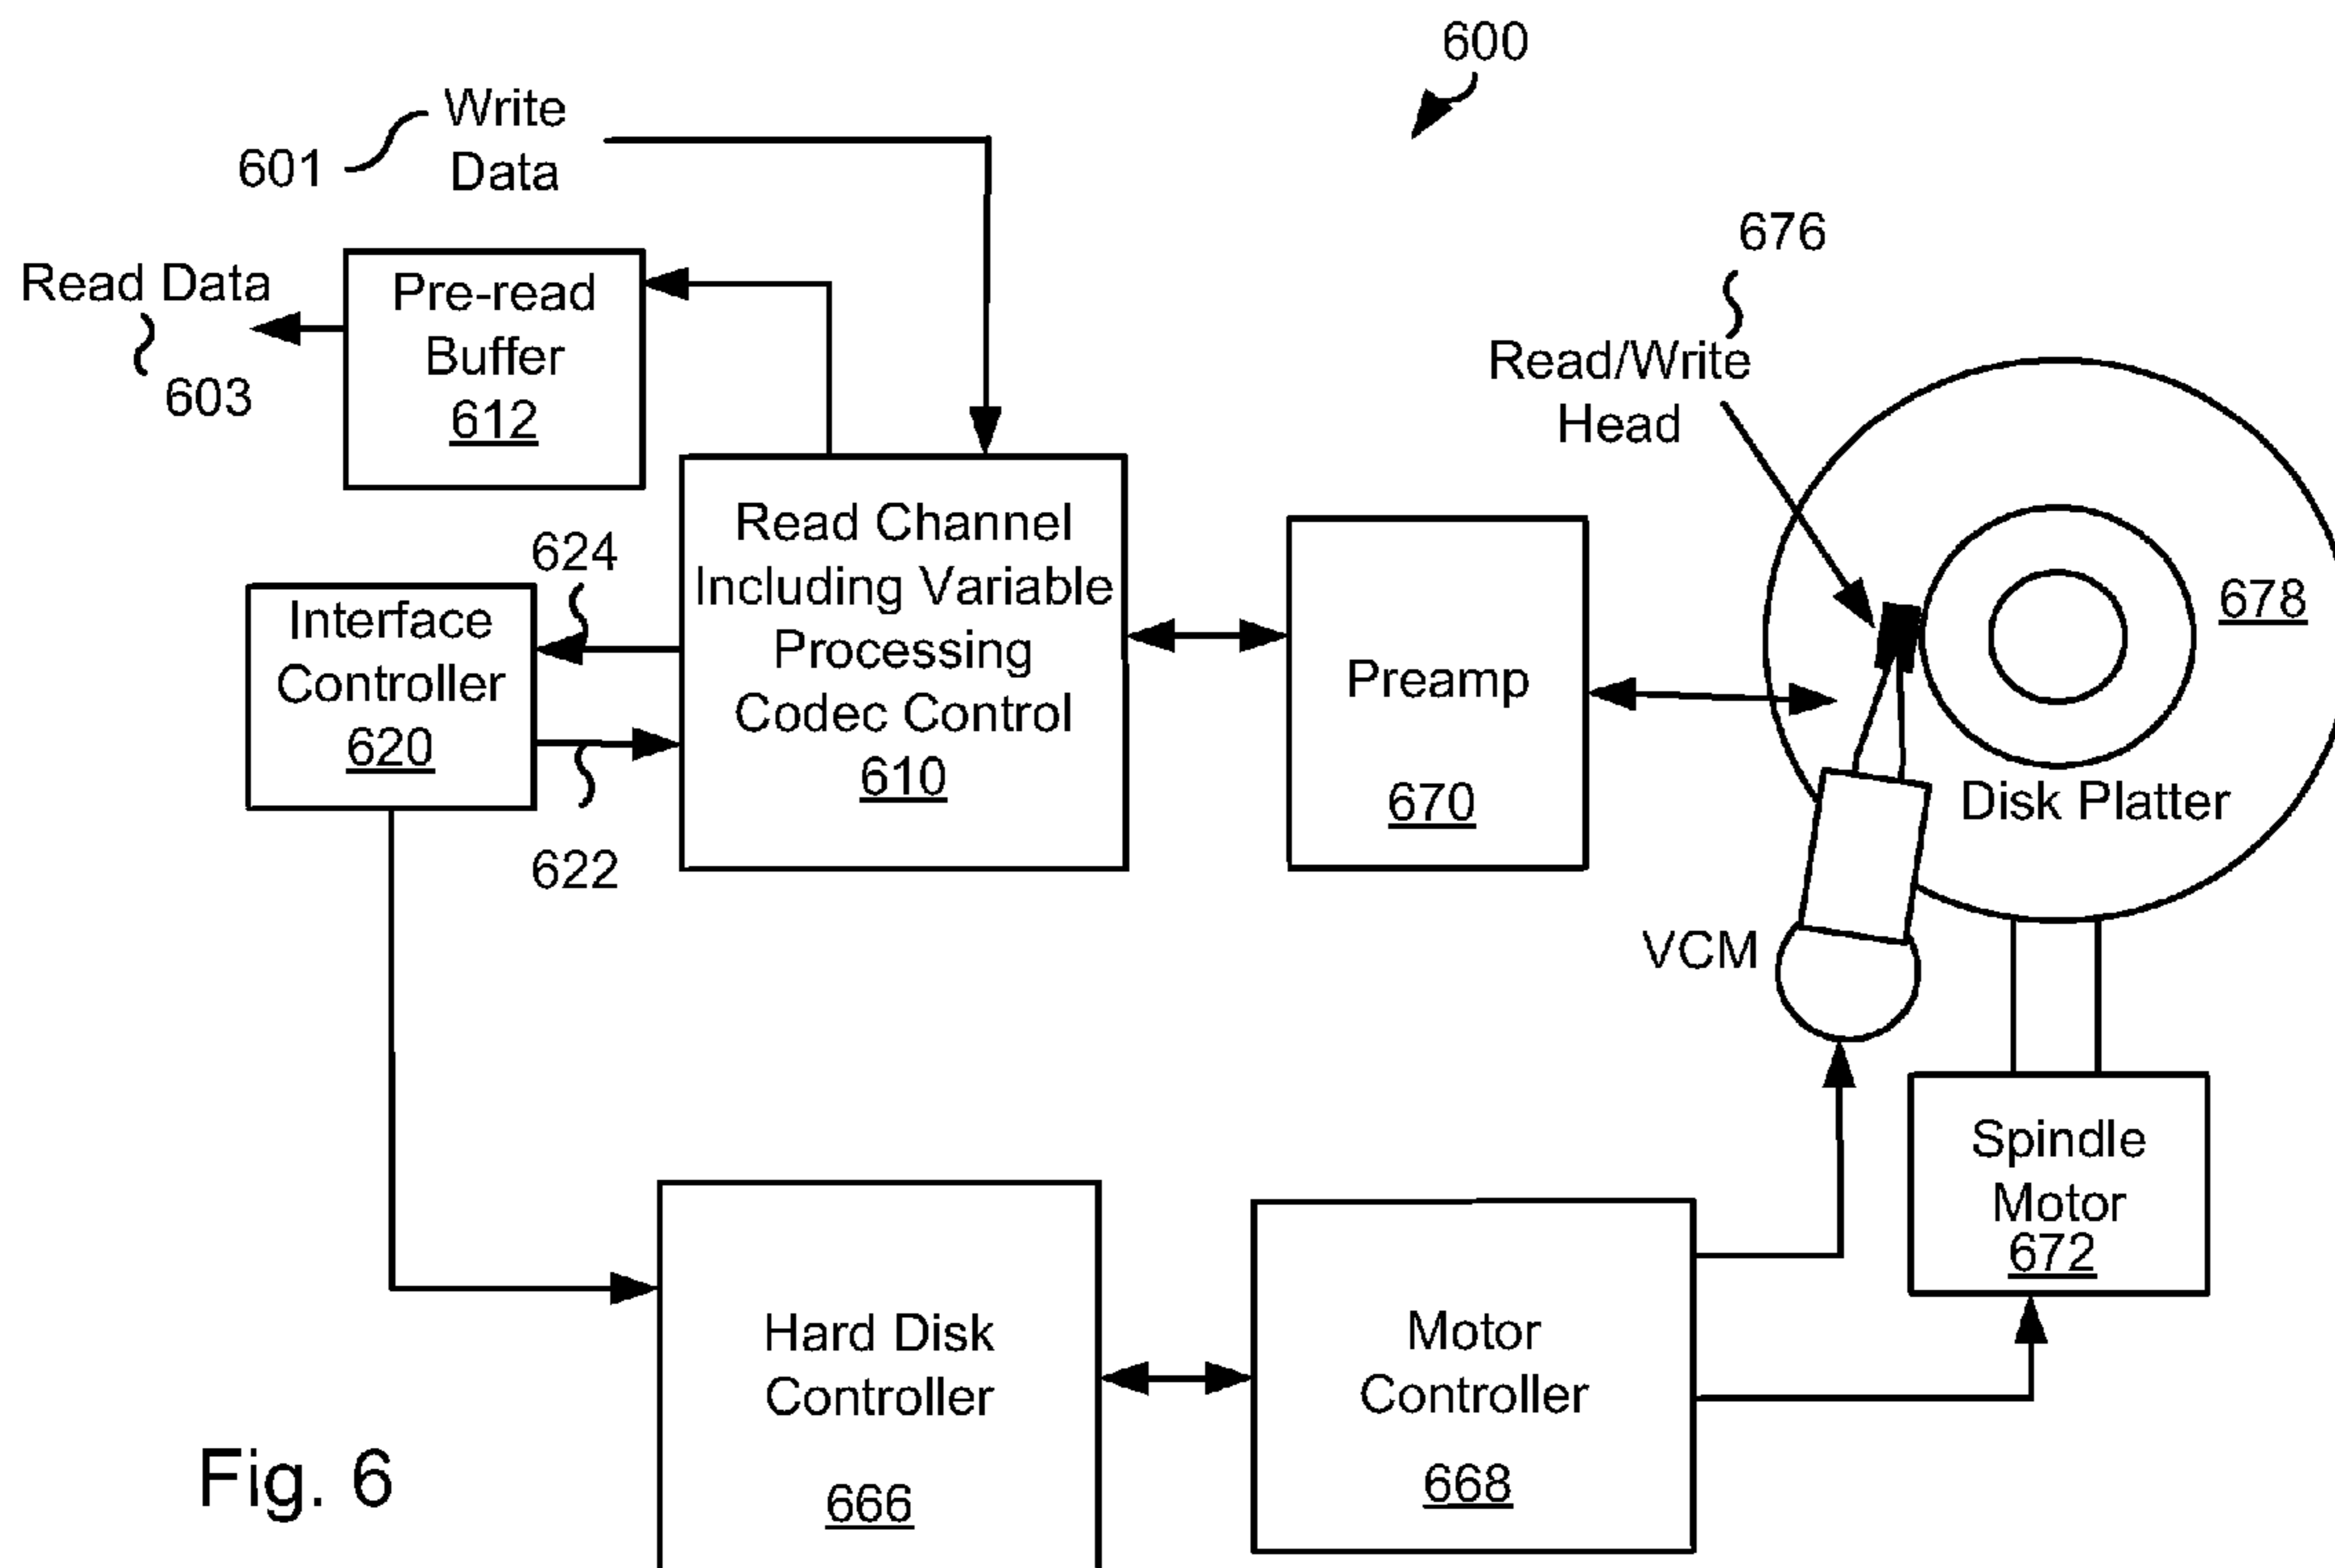 600
Write
Data
601
676
Read Data
603
Pre-read
Buffer
612
Read/Write
Head
624
Read Channel
Including Variable
Processing
Codec Control
610
Interface
Controller
620
622
Preamp
670
678
Disk Platter
VCM
Spindle
Motor
672
Hard Disk
Controller
666
Motor
Controller
668
Fig. 6